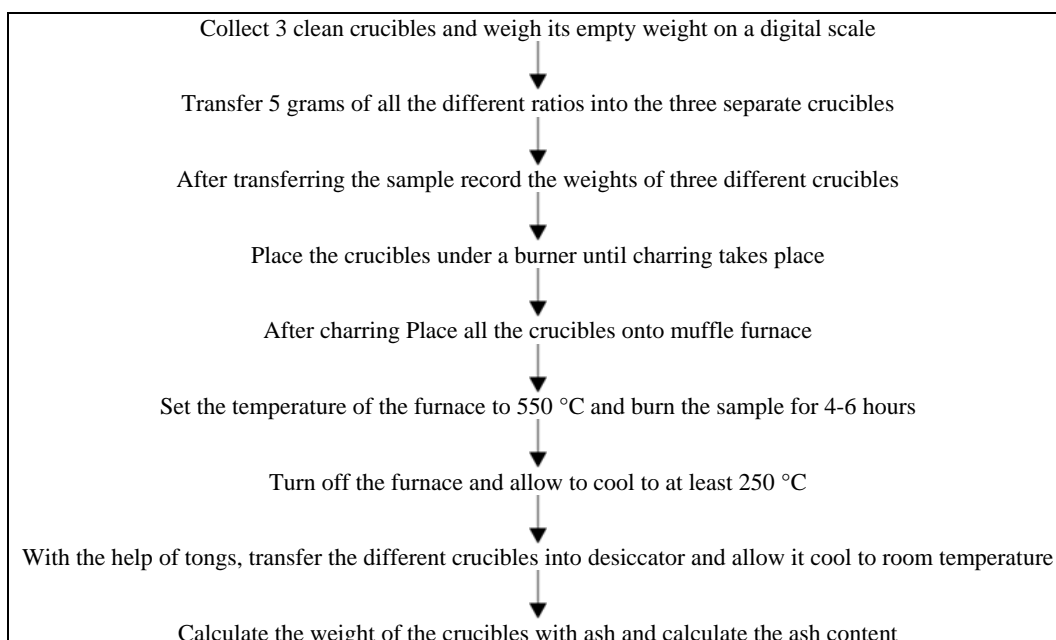 Collect 3 clean crucibles and weigh its empty weight on a digital scale
Transfer 5 grams of all the different ratios into the three separate crucibles
After transferring the sample record the weights of three different crucibles
Place the crucibles under a burner until charring takes place
After charring Place all the crucibles onto muffle furnace
Set the temperature of the furnace to 550 °C and burn the sample for 4-6 hours
Turn off the furnace and allow to cool to at least 250 °C
With the help of tongs, transfer the different crucibles into desiccator and allow it cool to room temperature
Calculate the weight of the crucibles with ash and calculate the ash content